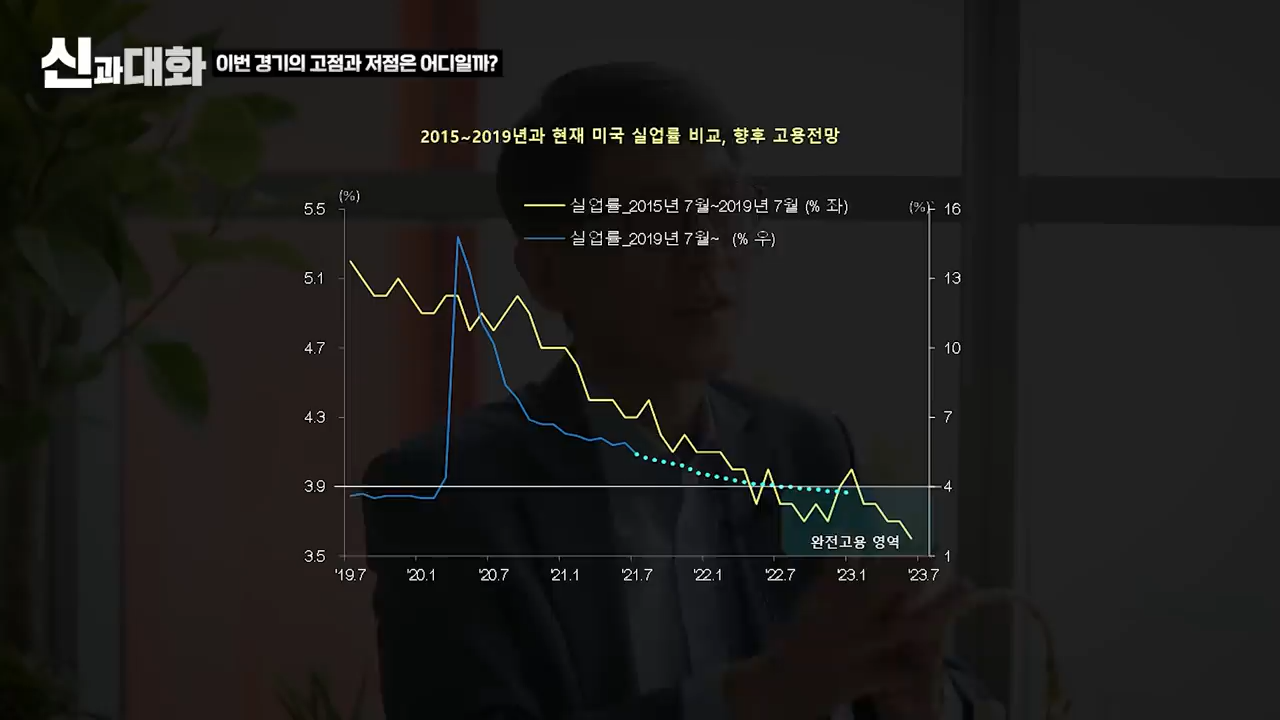 신과대화 이번 경기의 고점과 저점은 어디일까?
2015~2019년과 현재 미국 실업률 비교, 향후 고용전망
(%)
(%)
실업률_2015년 7월~2019년 7월 (% 좌)
실업률_2019년 7월~ (% 우)
5.5
5.1
4.7
4.3
3.9
3.5
16
13
10
7
4
1
완전고용 영역
'19.7 '20.1 '20.7 '21.1 '21.7 '22.1 '22.7 '23.1 '23.7